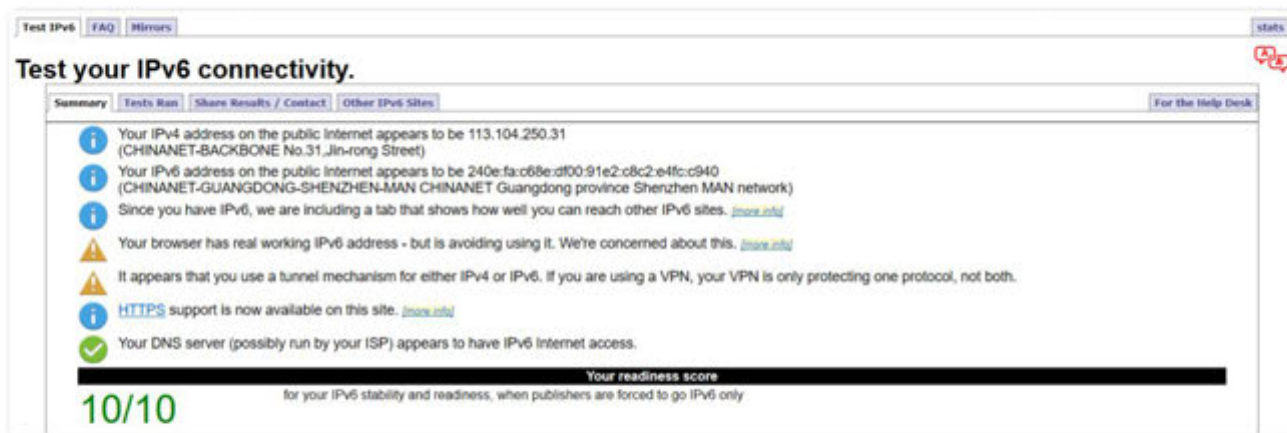 Test IPv6 FAQ Mirrors stats
Test your IPv6 connectivity.
Summary Tests Ran Share Results / Contact Other IPv6 Sites For the Help Desk
Your IPv4 address on the public Internet appears to be 113.104.250.31
(CHINANET-BACKBONE No.31,Jin-rong Street)
Your IPv6 address on the public Internet appears to be 240e:fa:c68e:df00:91e2:c8c2:e4fc:c940
(CHINANET-GUANGDONG-SHENZHEN-MAN CHINANET Guangdong province Shenzhen MAN network)
Since you have IPv6, we are including a tab that shows how well you can reach other IPv6 sites. [more info]
Your browser has real working IPv6 address - but is avoiding using it. We're concerned about this. [more info]
It appears that you use a tunnel mechanism for either IPv4 or IPv6. If you are using a VPN, your VPN is only protecting one protocol, not both.
HTTPS support is now available on this site. [more info]
Your DNS server (possibly run by your ISP) appears to have IPv6 Internet access.
Your readiness score
10/10 for your IPv6 stability and readiness, when publishers are forced to go IPv6 only